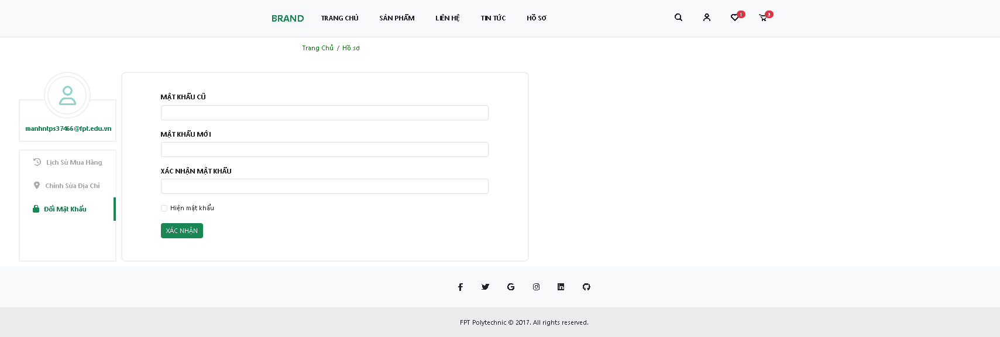 BRAND TRANG CHỦ SẢN PHẨM LIÊN HỆ TIN TỨC HỒ SƠ 1 3
Trang Chủ / Hồ sơ
manhntps37466@fpt.edu.vn
Lịch Sử Mua Hàng
Chỉnh Sửa Địa Chỉ
Đổi Mật Khẩu
MẬT KHẨU CŨ
MẬT KHẨU MỚI
XÁC NHẬN MẬT KHẨU
Hiện mật khẩu
XÁC NHẬN
FPT Polytechnic © 2017. All rights reserved.